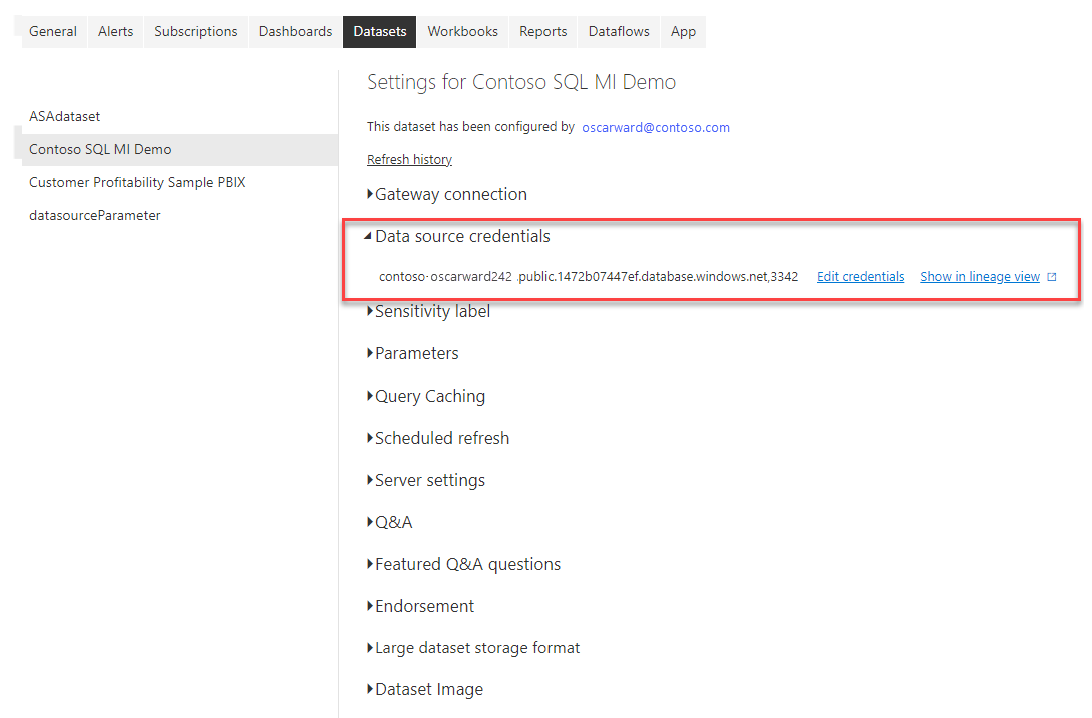 General Alerts Subscriptions Dashboards Datasets Workbooks Reports Dataflows App
ASAdataset
Contoso SQL MI Demo
Customer Profitability Sample PBIX
datasourceParameter
Settings for Contoso SQL MI Demo
This dataset has been configured by oscarward@contoso.com
Refresh history
Gateway connection
Data source credentials
contoso-oscarward242 .public.1472b07447ef.database.windows.net,3342 Edit credentials Show in lineage view
Sensitivity label
Parameters
Query Caching
Scheduled refresh
Server settings
Q&A
Featured Q&A questions
Endorsement
Large dataset storage format
Dataset Image